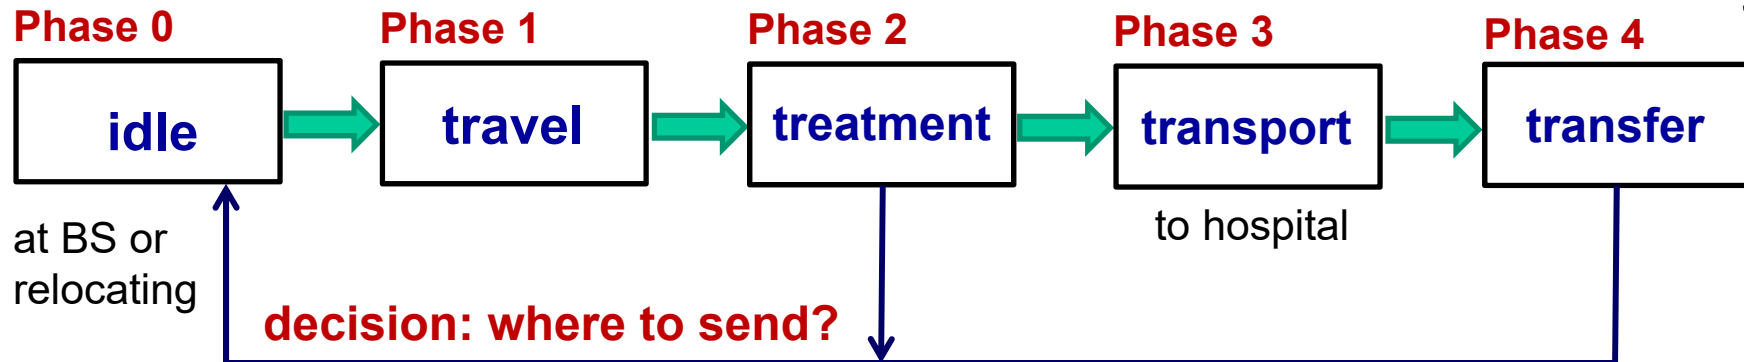 Phase 0
Phase 1
Phase 2
Phase 3
Phase 4
idle
travel
treatment
transport
transfer
at BS or
relocating
to hospital
decision: where to send?